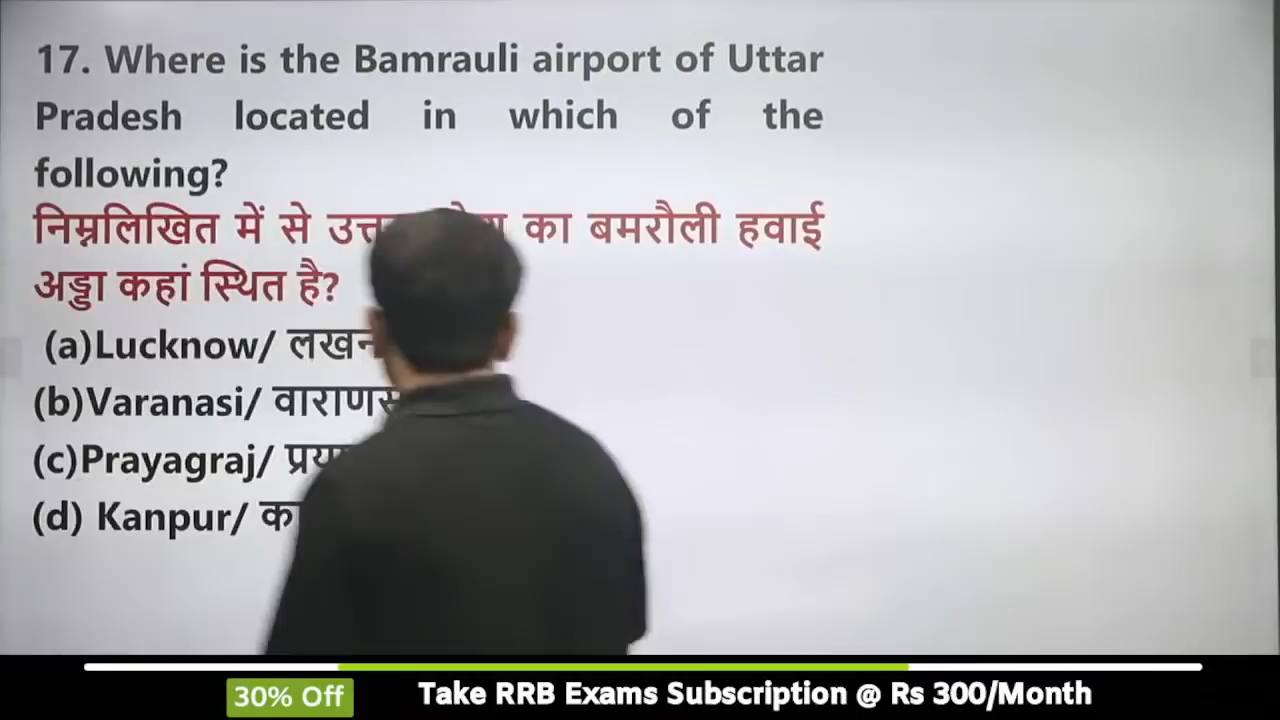 17. Where is the Bamrauli airport of Uttar
Pradesh located in which of the
following?
निम्नलिखित में से का बमरौली हवाई
अड्डा कहां स्थित है?
(a)Lucknow/
(b)Varanasi/
(c)Prayagraj/
(d) Kanpur/
30% Off Take RRB Exams Subscription @ Rs 300/Month